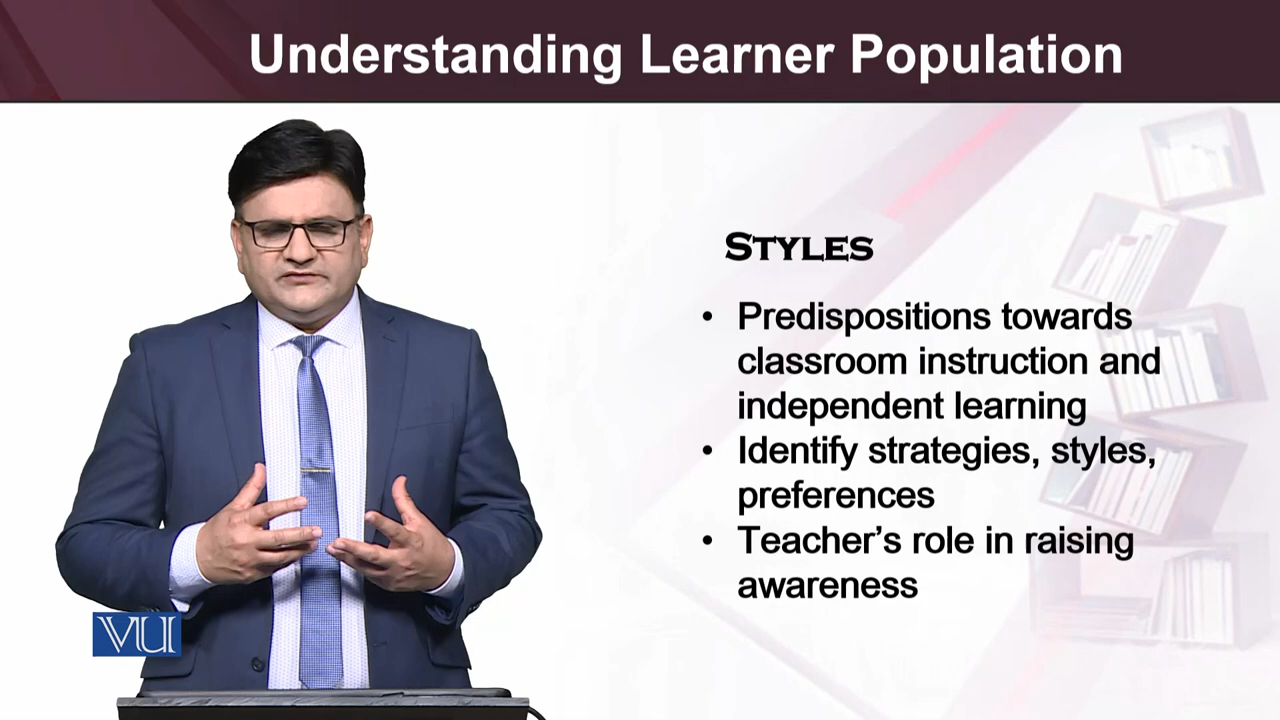 Understanding Learner Population
STYLES
• Predispositions towards
classroom instruction and
independent learning
• Identify strategies, styles,
preferences
• Teacher’s role in raising
awareness
VU